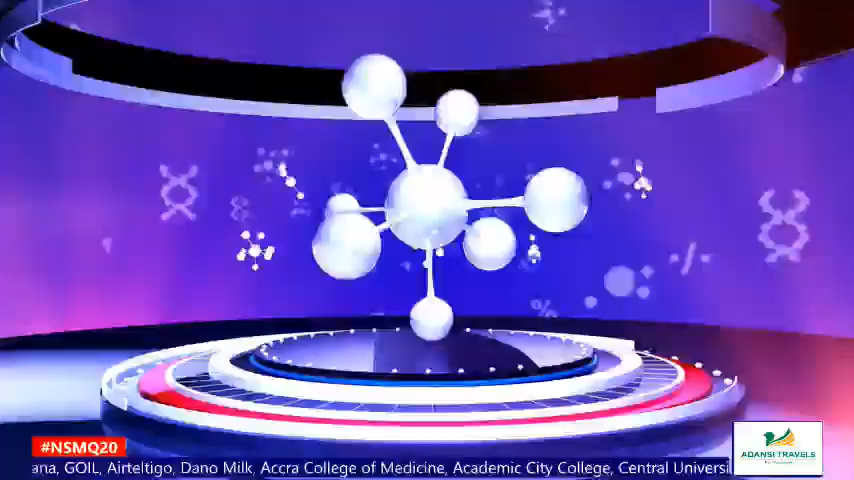 #NSMQ20
ana, GOIL, Airteltigo, Dano Milk, Accra College of Medicine, Academic City College, Central Universi
ADANSI TRAVELS